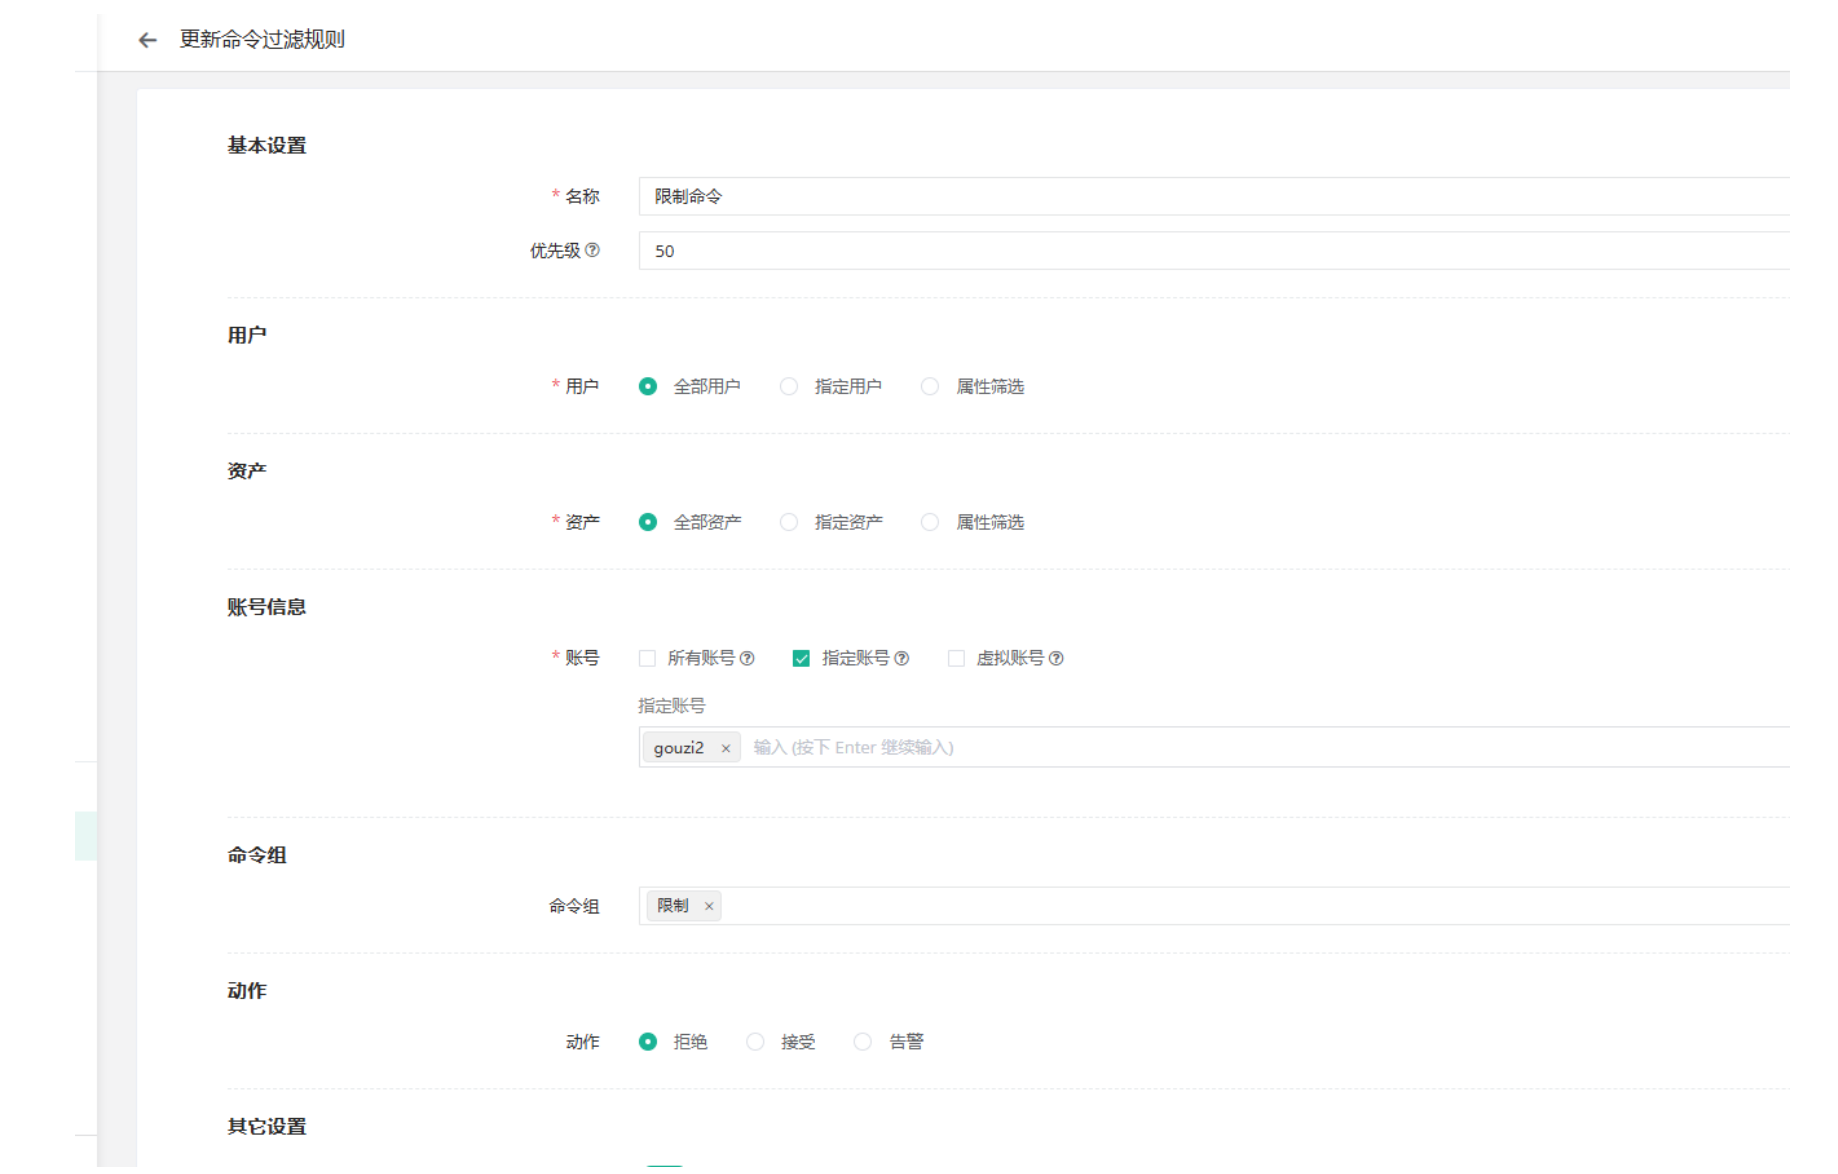 ← 更新命令过滤规则
基本设置
* 名称 限制命令
优先级 50
用户
* 用户 全部用户 指定用户 属性筛选
资产
* 资产 全部资产 指定资产 属性筛选
账号信息
* 账号 所有账号 指定账号 虚拟账号
指定账号
gouzi2 × 输入 (按下 Enter 继续输入)
命令组
命令组 限制 ×
动作
动作 拒绝 接受 告警
其它设置